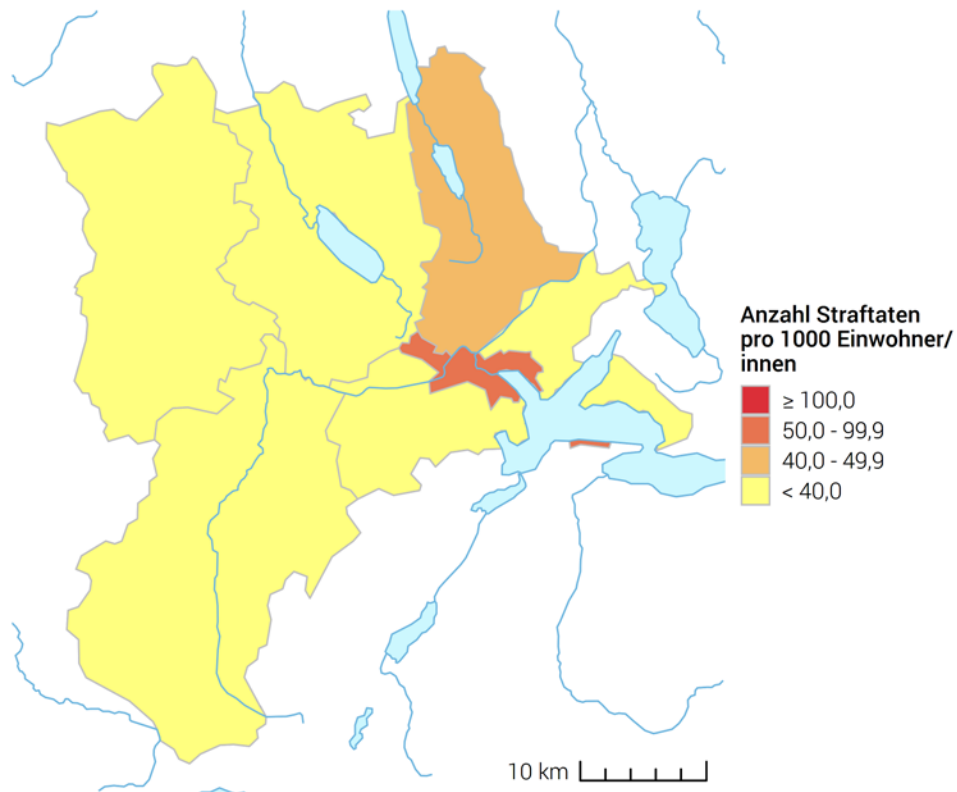 Anzahl Straftaten
pro 1000 Einwohner/
innen
≥ 100,0
50,0 - 99,9
40,0 - 49,9
< 40,0
10 km